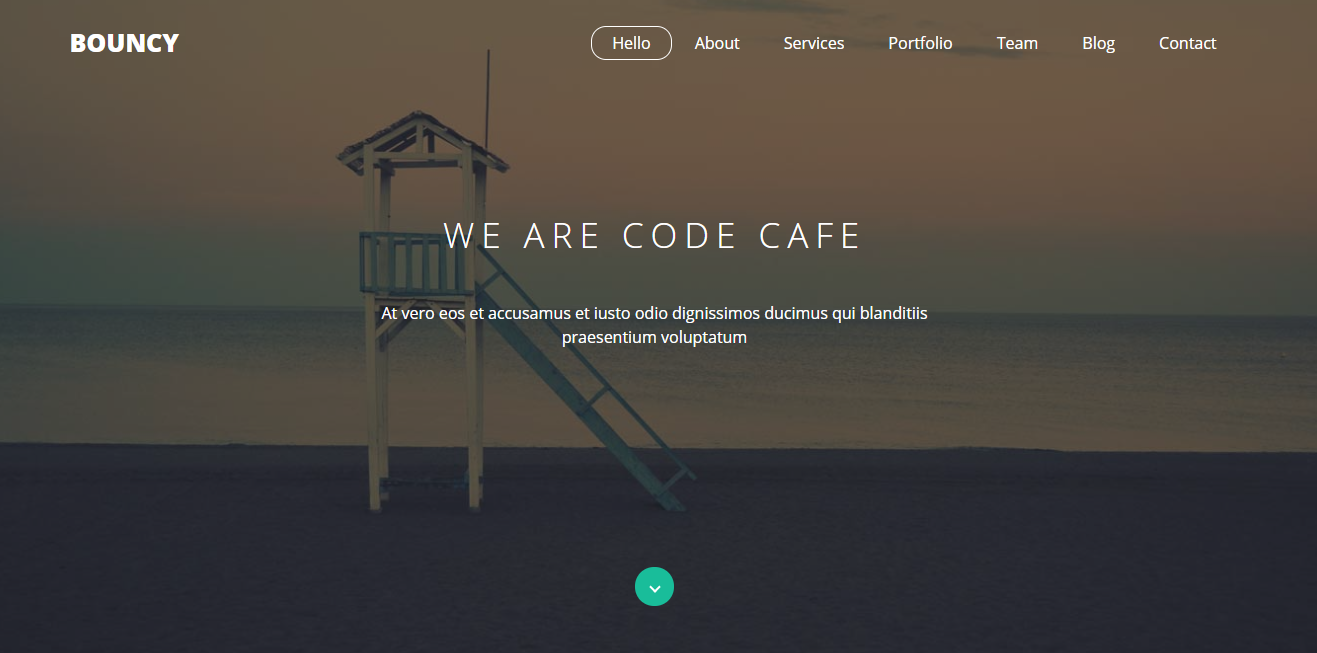 BOUNCY
Hello About Services Portfolio Team Blog Contact
WE ARE CODE CAFE
At vero eos et accusamus et iusto odio dignissimos ducimus qui blanditiis
praesentium voluptatum